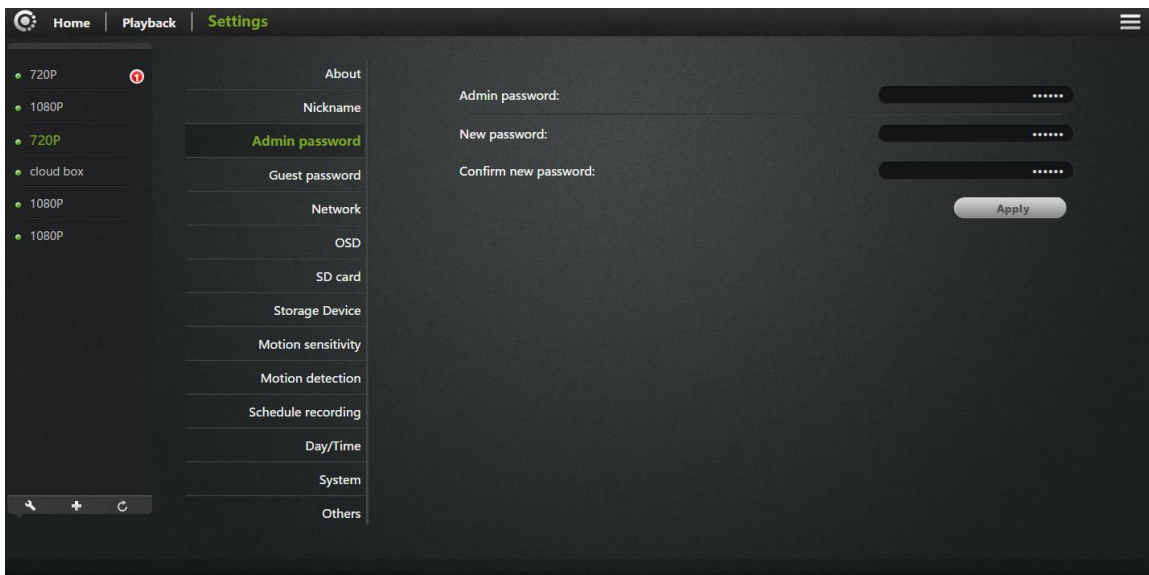 Home | Playback | Settings
720P 1
1080P
720P
cloud box
1080P
1080P
About
Nickname
Admin password
Guest password
Network
OSD
SD card
Storage Device
Motion sensitivity
Motion detection
Schedule recording
Day/Time
System
Others
Admin password: ••••••
New password: ••••••
Confirm new password: ••••••
Apply